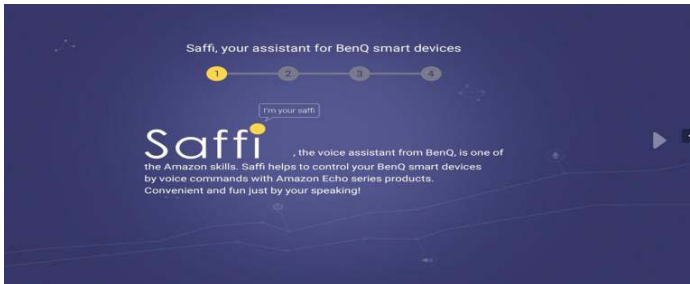 Saffi, your assistant for BenQ smart devices
1 2 3 4
I'm your saffi
Saffi , the voice assistant from BenQ, is one of
the Amazon skills. Saffi helps to control your BenQ smart devices
by voice commands with Amazon Echo series products.
Convenient and fun just by your speaking!